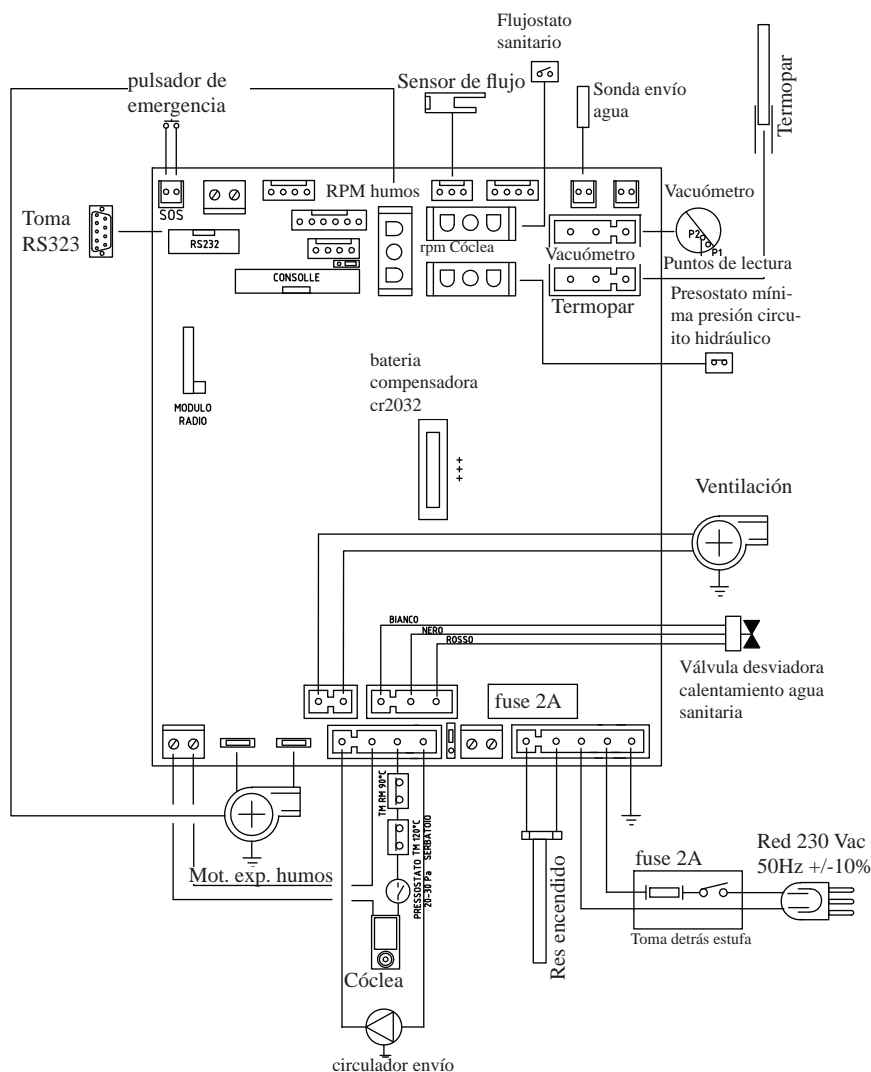 Flujostato
sanitario
pulsador de
emergencia
Sensor de flujo
Sonda envío
agua
Termopar
SOS
RPM humos
Vacuómetro
Toma
RS323
RS232
rpm Cóclea
Vacuómetro
P2
P1
Puntos de lectura
CONSOLLE
Termopar
Presostato míni-
ma presión circu-
ito hidráulico
bateria
compensadora
cr2032
MODULO
RADIO
+++
Ventilación
BIANCO
NERO
ROSSO
Válvula desviadora
calentamiento agua
sanitaria
fuse 2A
TM RM 90°C
PRESSOSTATO TM 120°C
20-30 Pa SERBATOIO
Mot. exp. humos
Res encendido
fuse 2A
Red 230 Vac
50Hz +/-10%
Toma detrás estufa
Cóclea
circulador envío